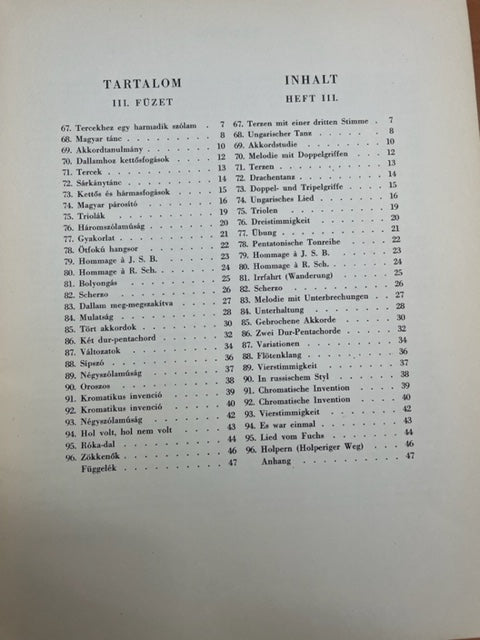 TARTALOM
III. FÜZET
67. Tercekhez egy harmadik szólam . 7
68. Magyar tánc . . . . . . . . 8
69. Akkordtanulmány . . . . . . . 10
70. Dallamhoz kettősfogások . . . . 12
71. Tercek . . . . . . . . . . 13
72. Sárkánytánc . . . . . . . . 14
73. Kettős és hármasfogások . . . . 15
74. Magyar párosító . . . . . . . 16
75. Triolák . . . . . . . . . . 19
76. Háromszólamúság . . . . . . . 20
77. Gyakorlat . . . . . . . . . 21
78. Ötfokú hangsor . . . . . . . 22
79. Hommage à J. S. B. . . . . . . 23
80. Hommage à R. Sch. . . . . . . 24
81. Bolyongás . . . . . . . . . 25
82. Scherzo . . . . . . . . . . 26
83. Dallam meg-megszakítva . . . . 27
84. Mulatság . . . . . . . . . 28
85. Tört akkordok . . . . . . . 30
86. Két dur-pentachord . . . . . . 32
87. Változatok . . . . . . . . . 34
88. Sípszó . . . . . . . . . . 36
89. Négyszólamúság . . . . . . . 37
90. Oroszos . . . . . . . . . . 38
91. Kromatikus invenció . . . . . . 39
92. Kromatikus invenció . . . . . . 40
93. Négyszólamúság . . . . . . . 42
94. Hol volt, hol nem volt . . . . . 43
95. Róka-dal . . . . . . . . . 44
96. Zökkenők . . . . . . . . . 46
Függelék . . . . . . . . . 47
INHALT
HEFT III.
67. Terzen mit einer dritten Stimme . 7
68. Ungarischer Tanz . . . . . . . 8
69. Akkordstudie . . . . . . . . 10
70. Melodie mit Doppelgriffen . . . . 12
71. Terzen . . . . . . . . . . 13
72. Drachentanz . . . . . . . . 14
73. Doppel- und Tripelgriffe . . . . . 15
74. Ungarisches Lied . . . . . . . 16
75. Triolen . . . . . . . . . . 19
76. Dreistimmigkeit . . . . . . . 20
77. Übung . . . . . . . . . . 21
78. Pentatonische Tonreihe . . . . . 22
79. Hommage à J. S. B. . . . . . . 23
80. Hommage à R. Sch. . . . . . . 24
81. Irrfahrt (Wanderung) . . . . . . 25
82. Scherzo . . . . . . . . . . 26
83. Melodie mit Unterbrechungen . . . 27
84. Unterhaltung . . . . . . . . 28
85. Gebrochene Akkorde . . . . . . 30
86. Zwei Dur-Pentachorde . . . . . 32
87. Variationen . . . . . . . . . 34
88. Flötenklang . . . . . . . . . 36
89. Vierstimmigkeit . . . . . . . 37
90. In russischem Styl . . . . . . 38
91. Chromatische Invention . . . . . 39
92. Chromatische Invention . . . . . 40
93. Vierstimmigkeit . . . . . . . 42
94. Es war einmal . . . . . . . . 43
95. Lied vom Fuchs . . . . . . . 44
96. Holpern (Holperiger Weg) . . . . 46
Anhang . . . . . . . . . . 47